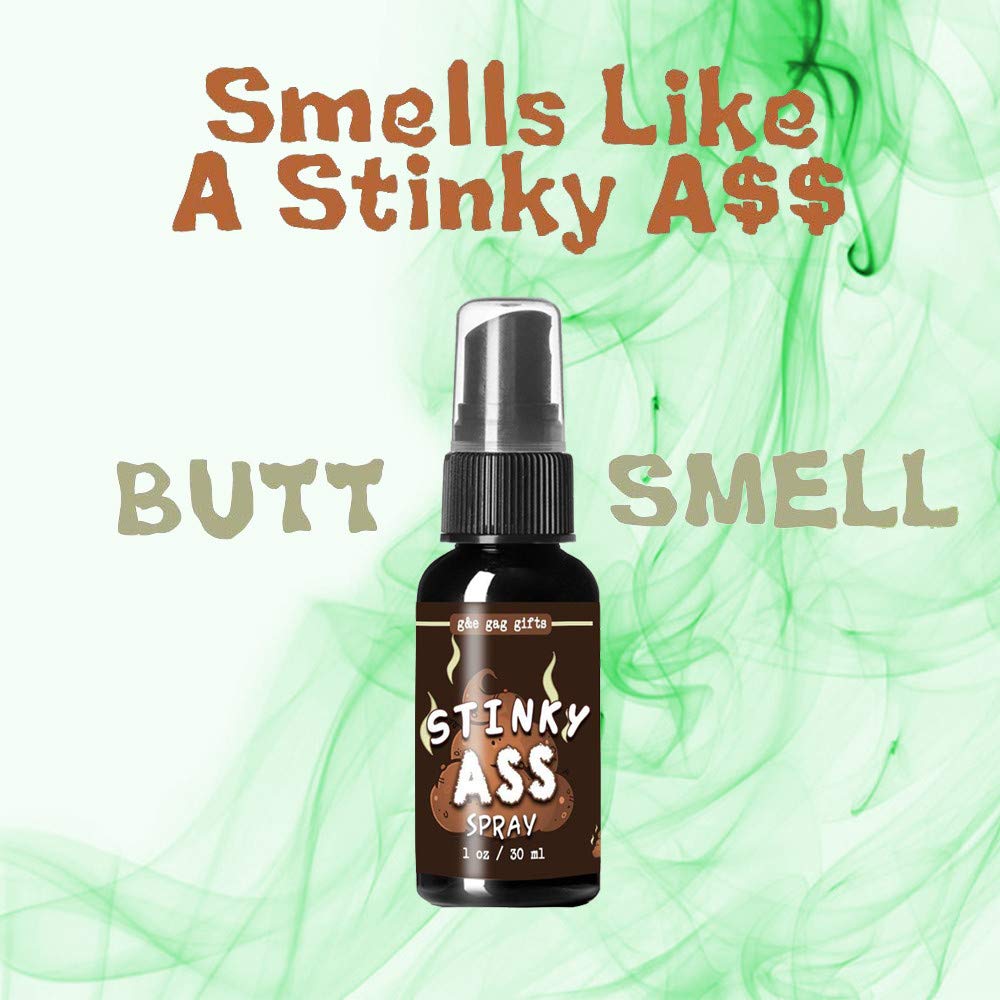 Smells Like
A Stinky A$$
BUTT
SMELL
g&e gag gifts
STINKY
ASS
SPRAY
1 oz / 30 ml